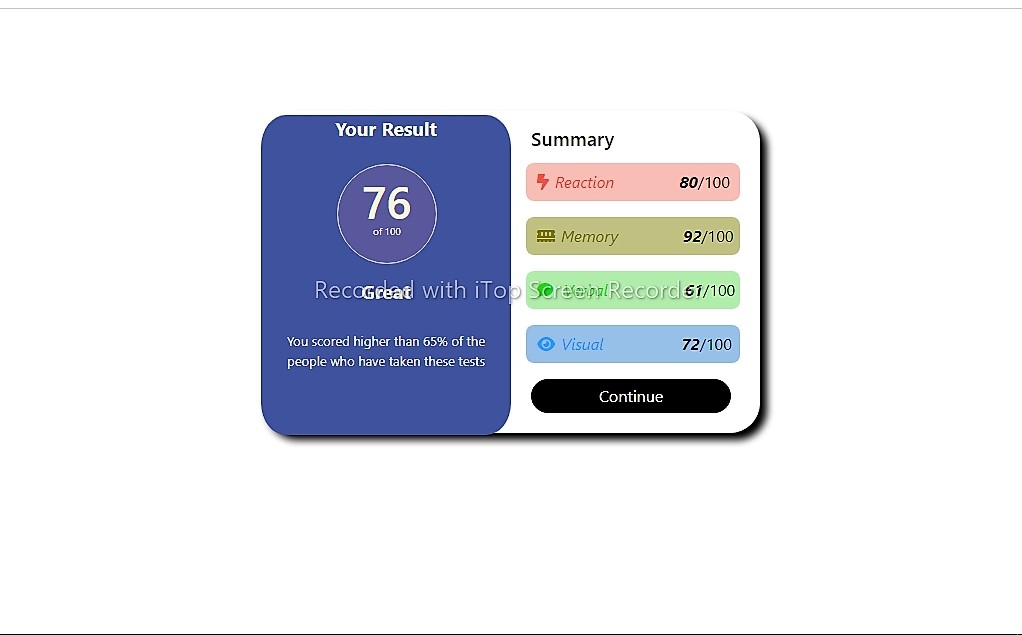 Your Result
76
of 100
Great
You scored higher than 65% of the
people who have taken these tests
Summary
Reaction 80/100
Memory 92/100
Verbal 61/100
Visual 72/100
Continue
Recorded with iTop Screen Recorder